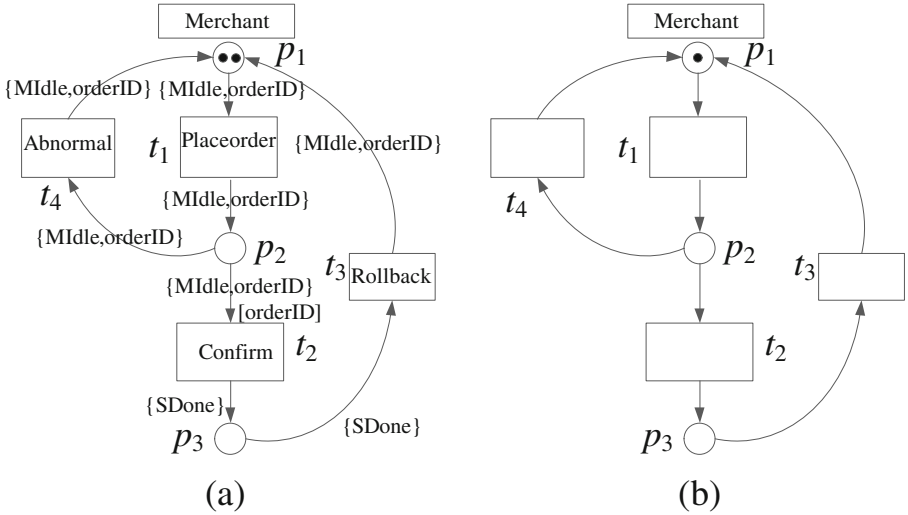 Merchant
p1
{MIdle,orderID}
{MIdle,orderID}
Abnormal
t1
Placeorder
{MIdle,orderID}
t4
{MIdle,orderID}
{MIdle,orderID}
p2
t3
{MIdle,orderID}
Rollback
[orderID]
Confirm
t2
{SDone}
{SDone}
p3
(a)
Merchant
p1
t1
t4
p2
t3
t2
p3
(b)